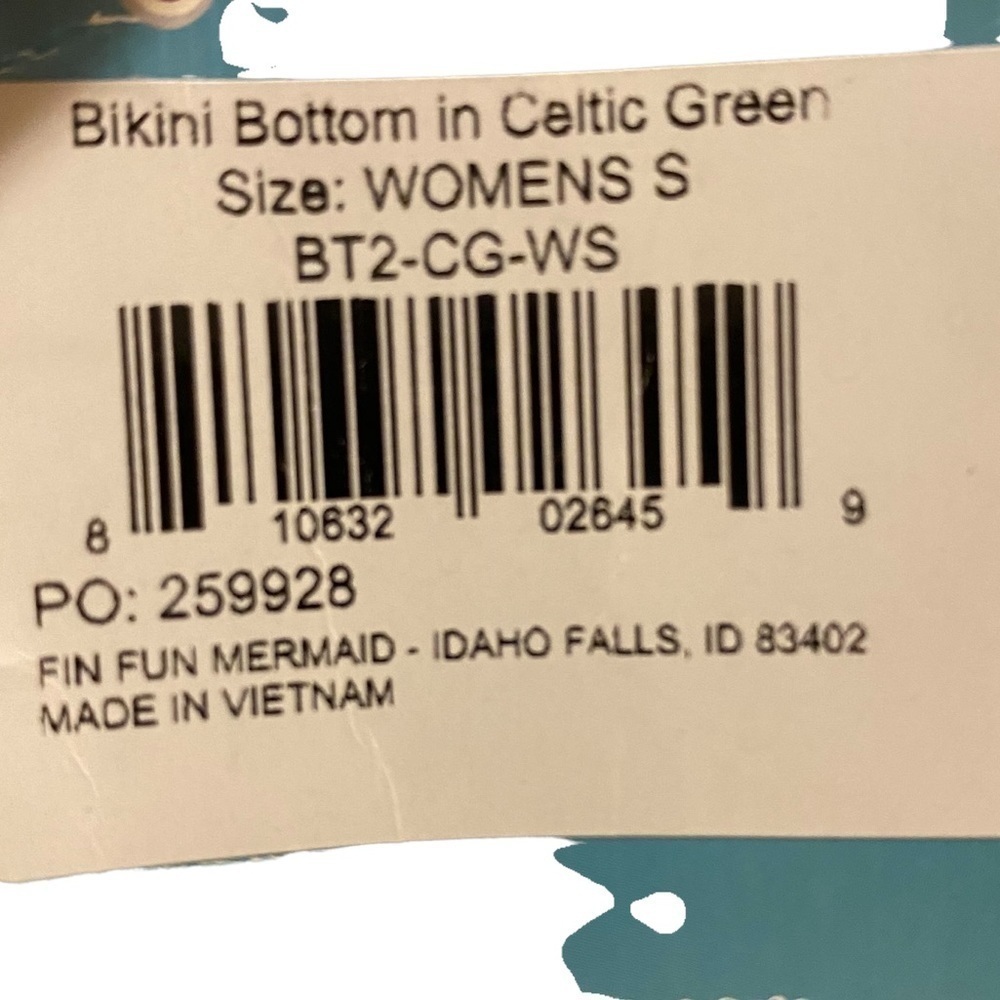 Bikini Bottom in Celtic Green
Size: WOMENS S
BT2-CG-WS
8 10632 02645 9
PO: 259928
FIN FUN MERMAID - IDAHO FALLS, ID 83402
MADE IN VIETNAM